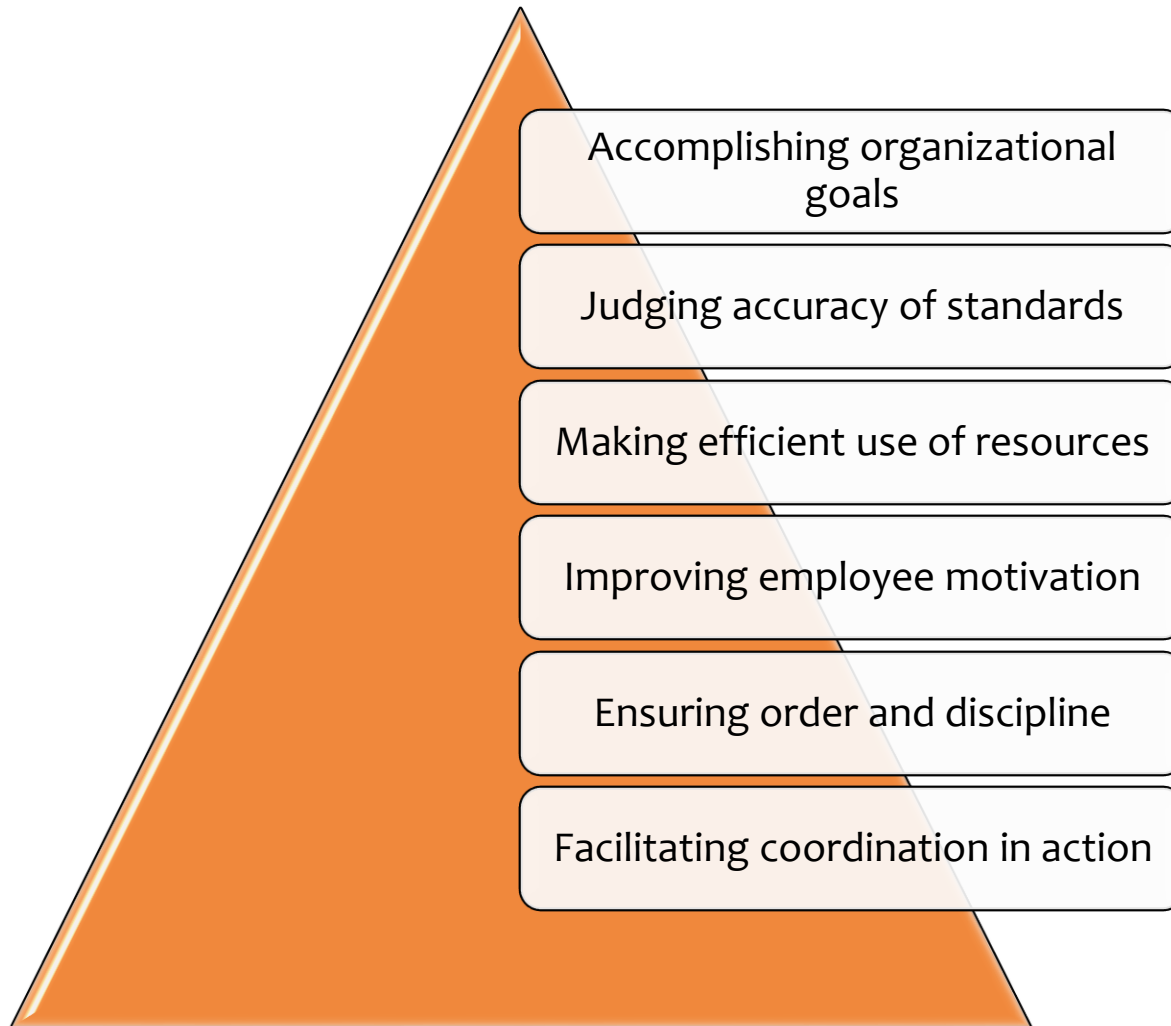 Accomplishing organizational
goals
Judging accuracy of standards
Making efficient use of resources
Improving employee motivation
Ensuring order and discipline
Facilitating coordination in action